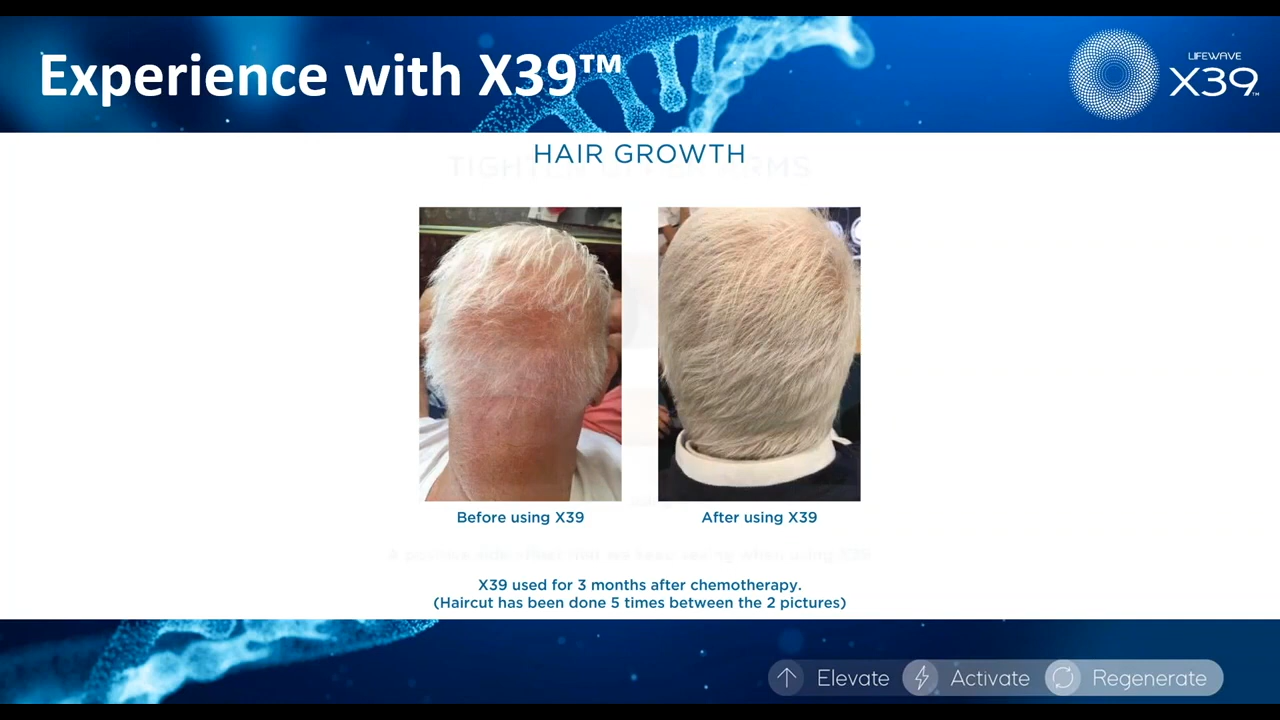 Experience with X39™
LIFEWAVE
X39™
HAIR GROWTH
Before using X39
After using X39
X39 used for 3 months after chemotherapy.
(Haircut has been done 5 times between the 2 pictures)
Elevate
Activate
Regenerate